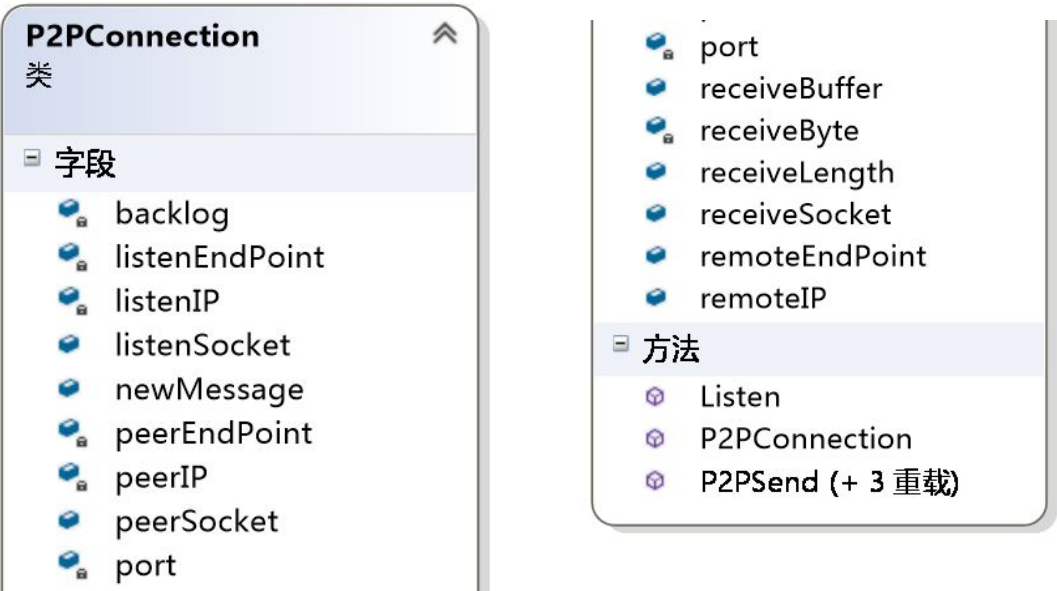 P2PConnection
类
字段
backlog
listenEndPoint
listenIP
listenSocket
newMessage
peerEndPoint
peerIP
peerSocket
port
port
receiveBuffer
receiveByte
receiveLength
receiveSocket
remoteEndPoint
remoteIP
方法
Listen
P2PConnection
P2PSend (+ 3 重载)